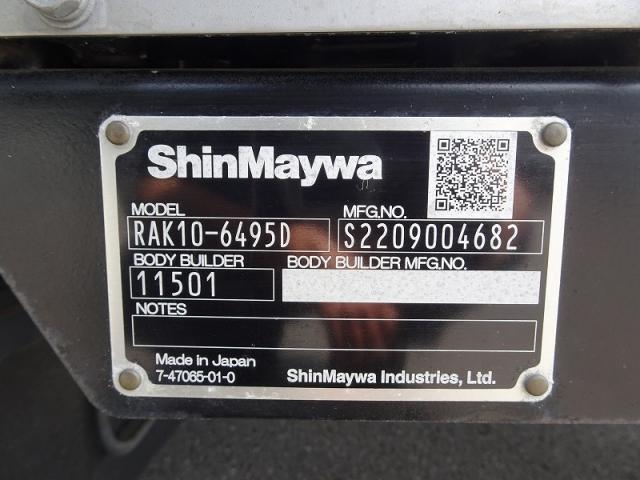 ShinMaywa
MODEL MFG.NO.
RAK10-6495D S2209004682
BODY BUILDER BODY BUILDER MFG.NO.
11501
NOTES
Made in Japan
7-47065-01-0 ShinMaywa Industries, Ltd.